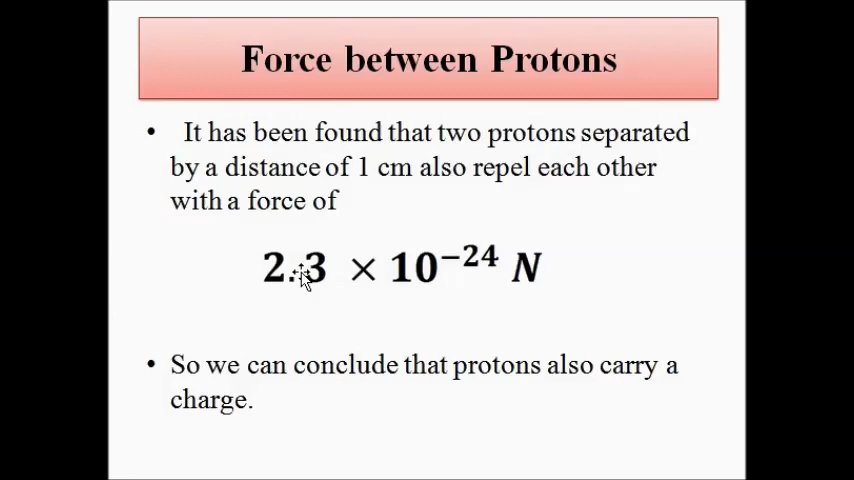 Force between Protons
• It has been found that two protons separated
by a distance of 1 cm also repel each other
with a force of
2.3 × 10⁻²⁴ N
• So we can conclude that protons also carry a
charge.